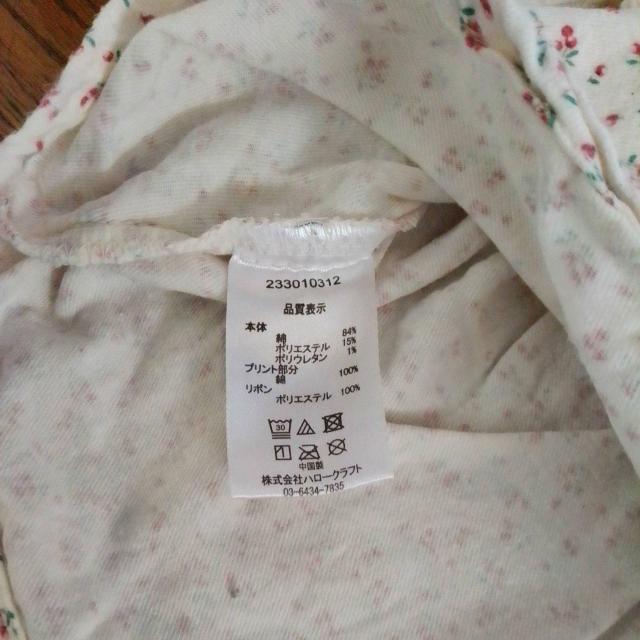 233010312
品質表示
本体
綿 84%
ポリエステル 15%
ポリウレタン 1%
プリント部分
綿 100%
リボン
ポリエステル 100%
30
中国製
株式会社ハロークラフト
03-6434-7835